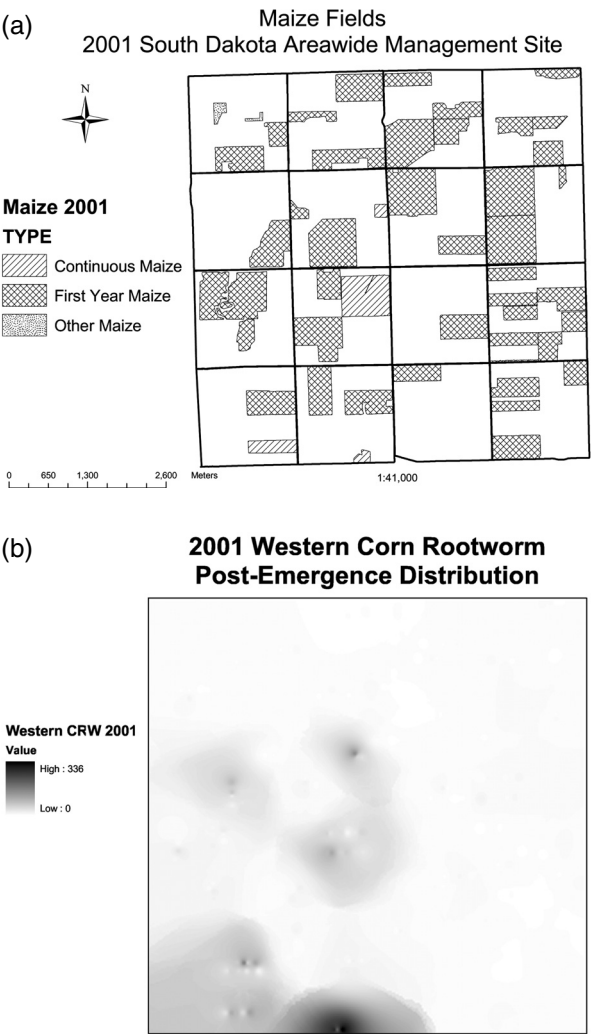 (a)
Maize Fields
2001 South Dakota Areawide Management Site
N
Maize 2001
TYPE
Continuous Maize
First Year Maize
Other Maize
0 650 1,300 2,600 Meters
1:41,000
(b)
2001 Western Corn Rootworm
Post-Emergence Distribution
Western CRW 2001
Value
High : 336
Low : 0